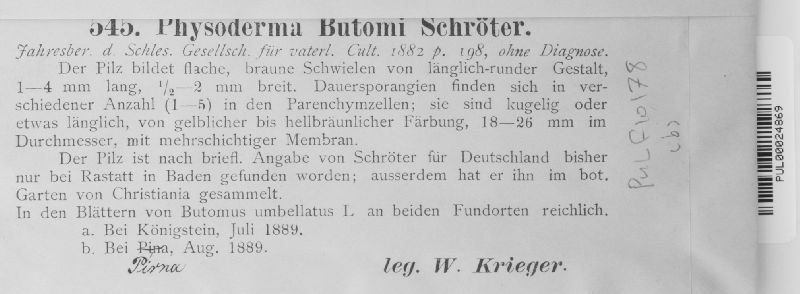 545. Physoderma Butomi Schröter.
Jahresber. d. Schles. Gesellsch. für vaterl. Cult. 1882 p. 198, ohne Diagnose.
Der Pilz bildet flache, braune Schwielen von länglich-runder Gestalt,
1—4 mm lang, 1/2—2 mm breit. Dauersporangien finden sich in ver-
schiedener Anzahl (1—5) in den Parenchymzellen; sie sind kugelig oder
etwas länglich, von gelblicher bis hellbräunlicher Färbung, 18—26 mm im
Durchmesser, mit mehrschichtiger Membran.
Der Pilz ist nach briefl. Angabe von Schröter für Deutschland bisher
nur bei Rastatt in Baden gefunden worden; ausserdem hat er ihn im bot.
Garten von Christiania gesammelt.
In den Blättern von Butomus umbellatus L an beiden Fundorten reichlich.
a. Bei Königstein, Juli 1889.
b. Bei Pirna, Aug. 1889.
Pirna
leg. W. Krieger.
PULF10178
(b)
PUL00024869